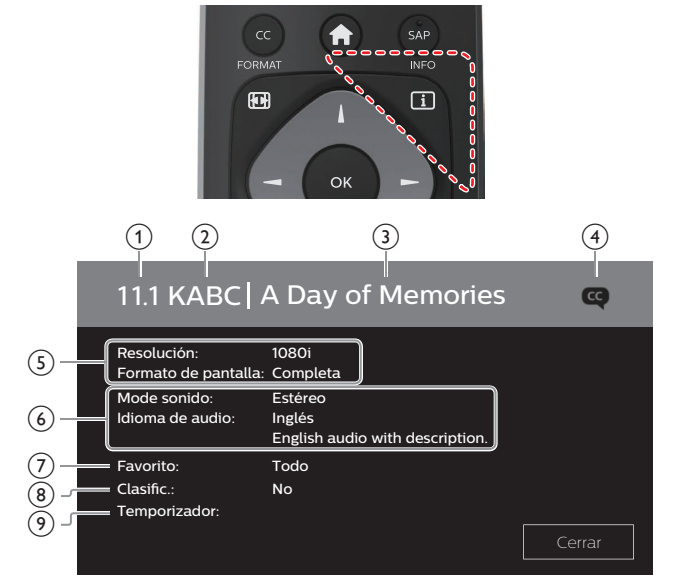 CC
SAP
FORMAT
INFO
i
OK
1
2
3
4
11.1 KABC | A Day of Memories
CC
5
Resolución: 1080i
Formato de pantalla: Completa
6
Mode sonido: Estéreo
Idioma de audio: Inglés
English audio with description.
7
Favorito: Todo
8
Clasific.: No
9
Temporizador:
Cerrar